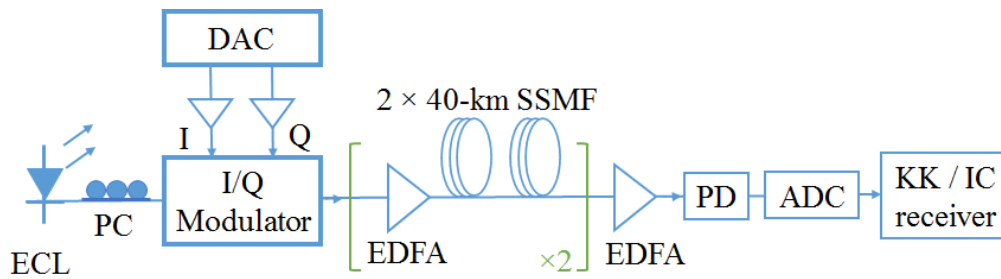 DAC
2 × 40-km SSMF
I
Q
I/Q
Modulator
PC
ECL
EDFA
×2
EDFA
PD
ADC
KK / IC
receiver